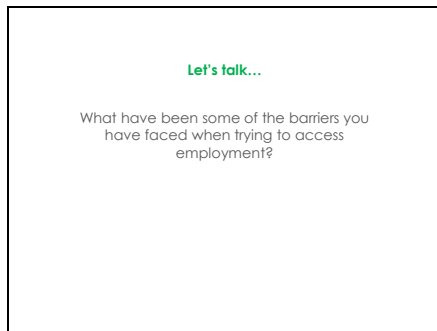 Let's talk…
What have been some of the barriers you
have faced when trying to access
employment?